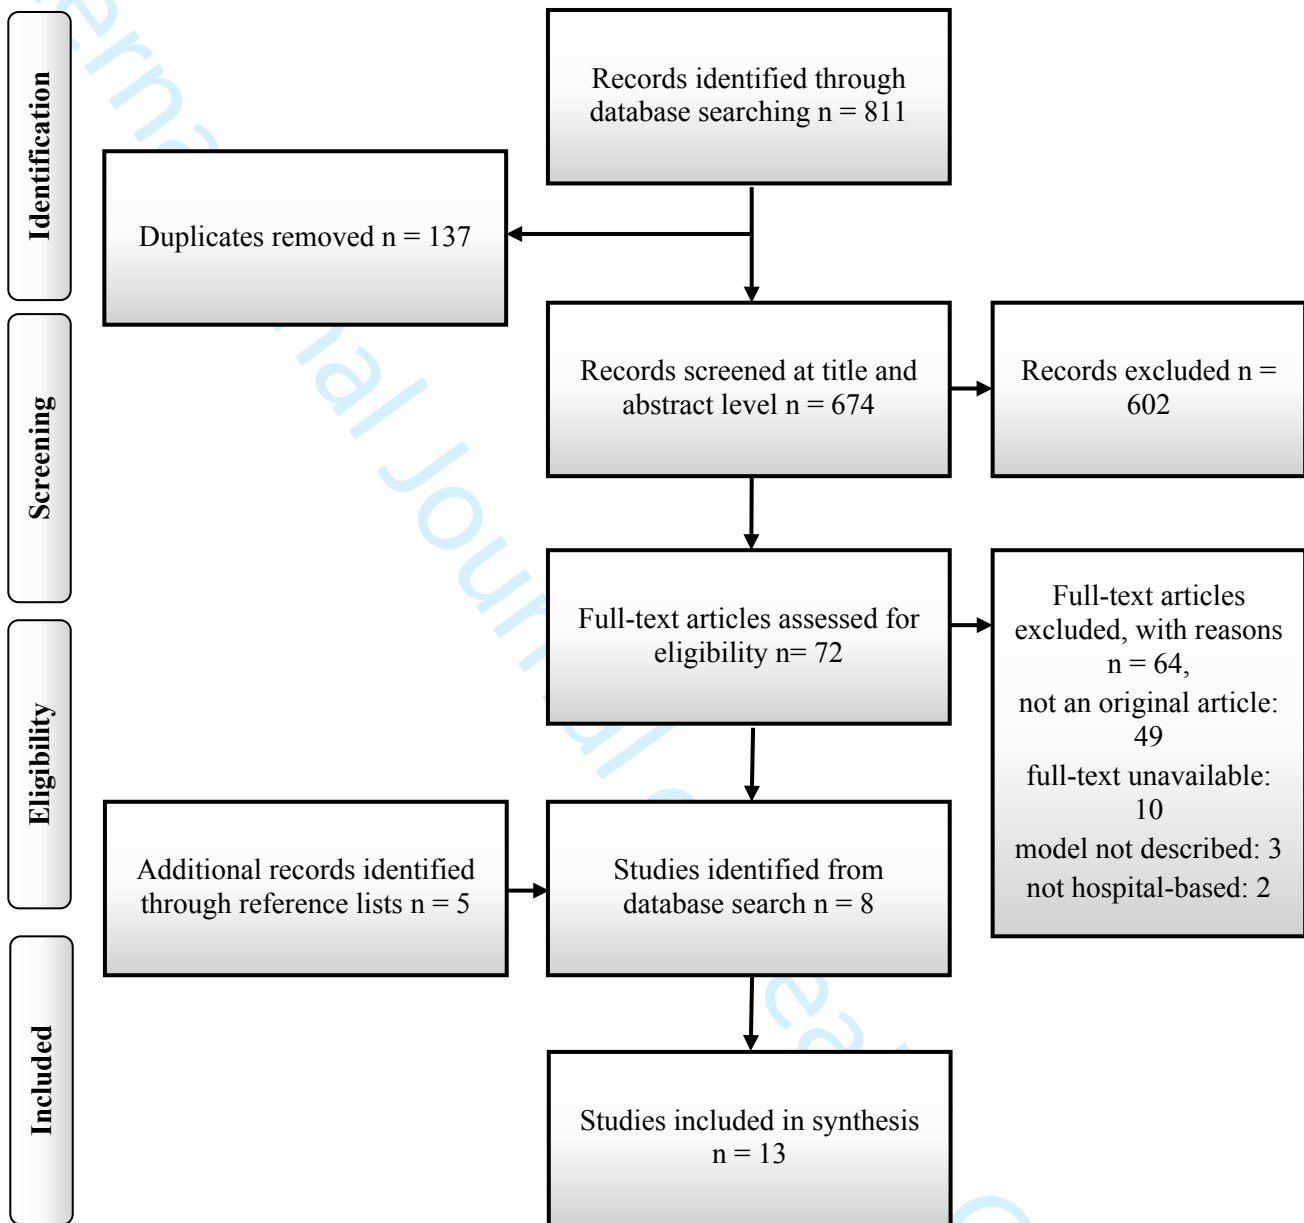 Identification
Records identified through
database searching n = 811
Duplicates removed n = 137
Screening
Records screened at title and
abstract level n = 674
Records excluded n =
602
Eligibility
Full-text articles assessed for
eligibility n= 72
Full-text articles
excluded, with reasons
n = 64,
not an original article:
49
full-text unavailable:
10
model not described: 3
not hospital-based: 2
Additional records identified
through reference lists n = 5
Studies identified from
database search n = 8
Included
Studies included in synthesis
n = 13